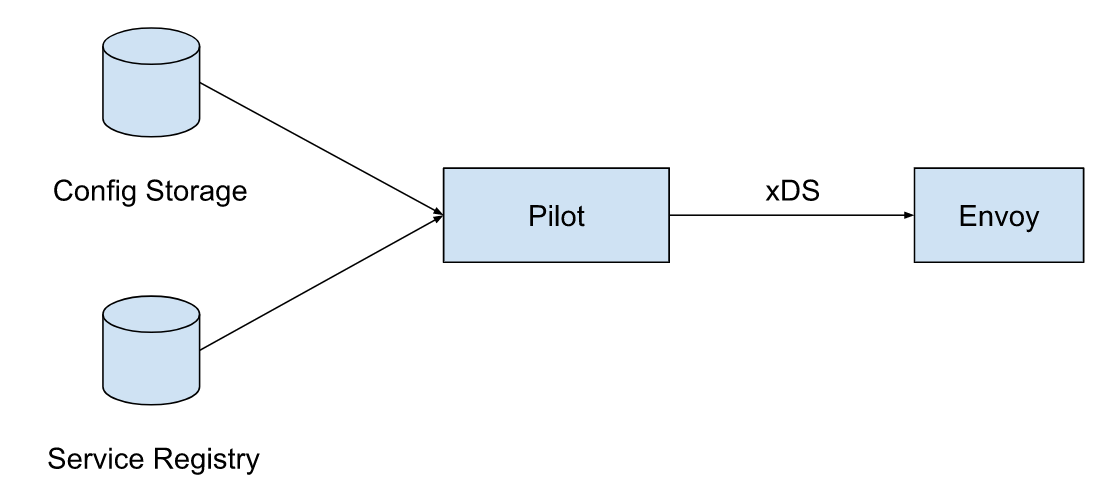 Config Storage
Pilot
xDS
Envoy
Service Registry